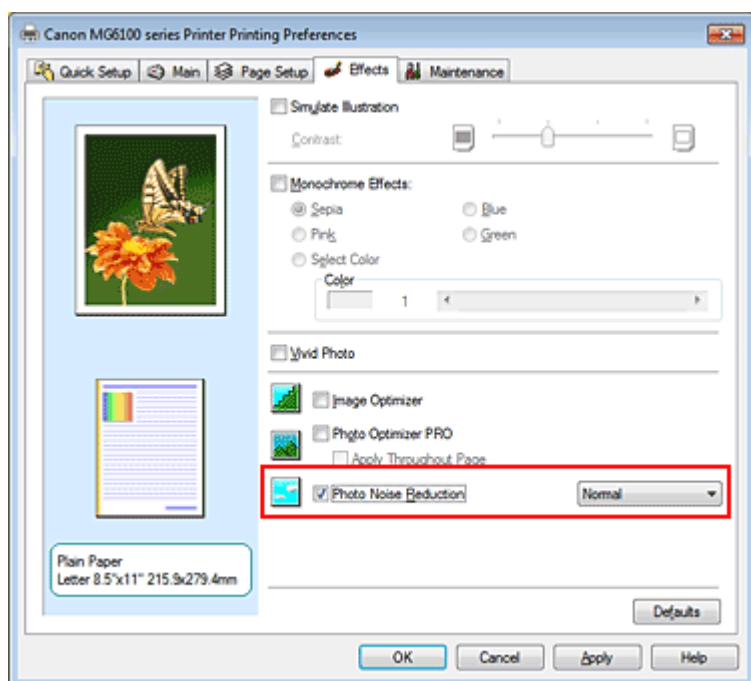 Canon MG6100 series Printer Printing Preferences
Quick Setup Main Page Setup Effects Maintenance
Simulate Illustration
Contrast:
Monochrome Effects:
Sepia Blue
Pink Green
Select Color
Color
1
Vivid Photo
Image Optimizer
Photo Optimizer PRO
Apply Throughout Page
Photo Noise Reduction Normal
Plain Paper
Letter 8.5"x11" 215.9x279.4mm
Defaults
OK Cancel Apply Help